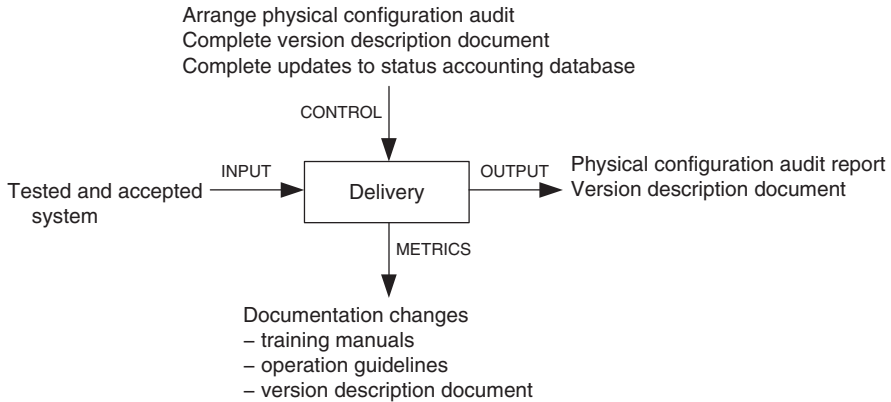 Arrange physical configuration audit
Complete version description document
Complete updates to status accounting database
CONTROL
INPUT
OUTPUT
Tested and accepted
system
Delivery
Physical configuration audit report
Version description document
METRICS
Documentation changes
– training manuals
– operation guidelines
– version description document